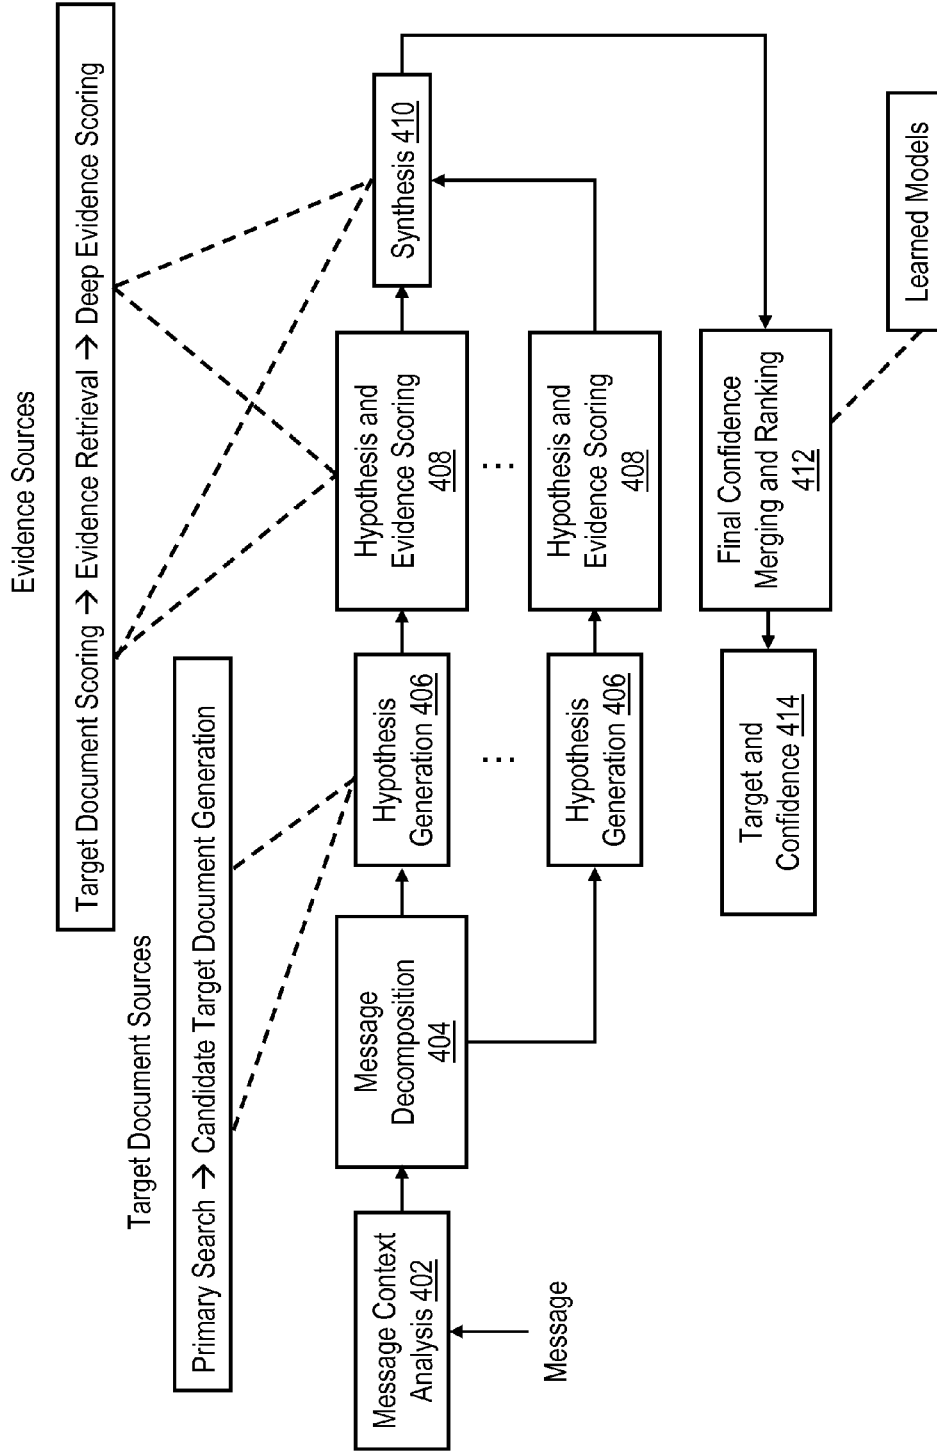 Evidence Sources
Target Document Scoring → Evidence Retrieval → Deep Evidence Scoring
Target Document Sources
Primary Search → Candidate Target Document Generation
Message Context
Analysis 402
Message
Message
Decomposition
404
Hypothesis
Generation 406
Hypothesis and
Evidence Scoring
408
Synthesis 410
...
...
Hypothesis
Generation 406
Hypothesis and
Evidence Scoring
408
Target and
Confidence 414
Final Confidence
Merging and Ranking
412
Learned Models